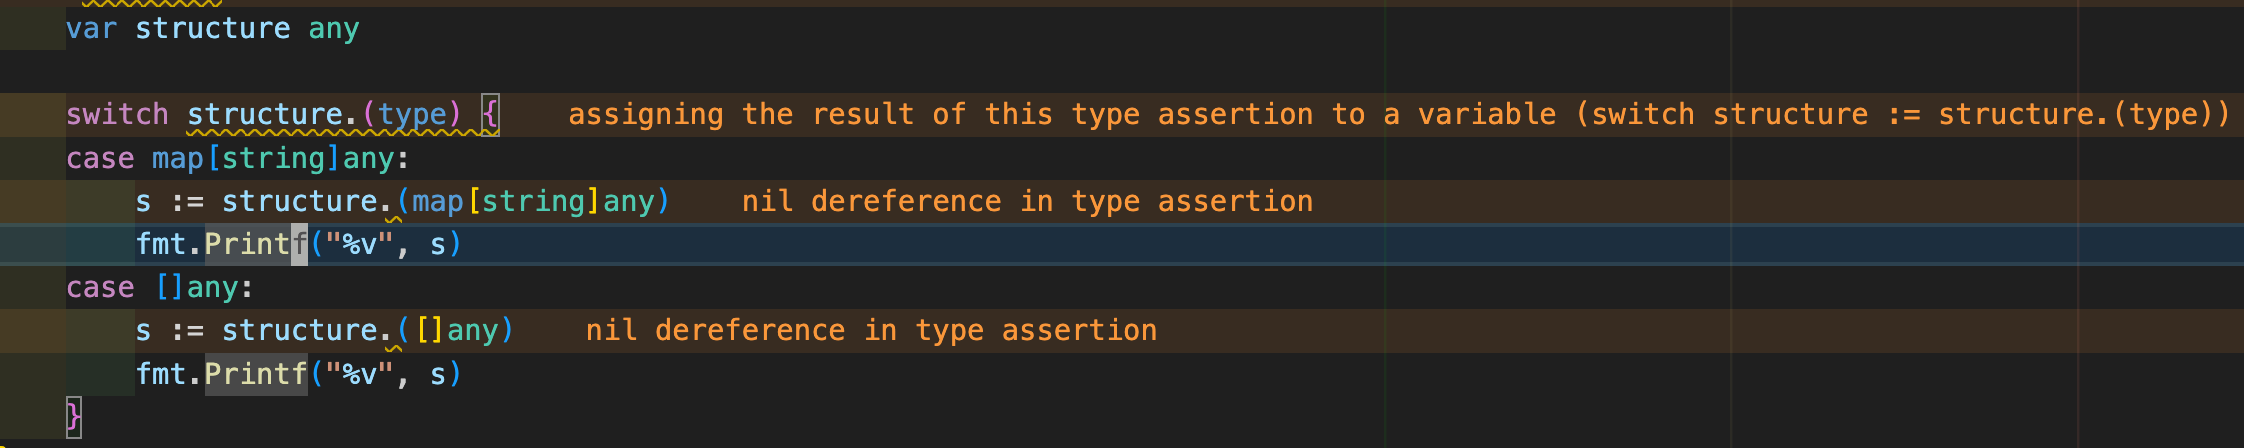 var structure any
switch structure.(type) { assigning the result of this type assertion to a variable (switch structure := structure.(type))
case map[string]any:
s := structure.(map[string]any) nil dereference in type assertion
fmt.Printf("%v", s)
case []any:
s := structure.([]any) nil dereference in type assertion
fmt.Printf("%v", s)
}